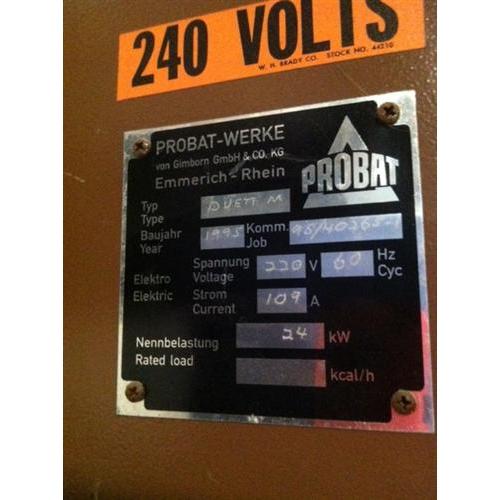 240 VOLTS
W. H. BRADY CO. STOCK NO. 44210
PROBAT-WERKE
von Gimborn GmbH & CO. KG
Emmerich-Rhein
PROBAT
Typ
Type
DUETT M
Baujahr
Year
1995
Komm.
Job
Elektro
Electric
Spannung
Voltage
220 V
60 Hz
Cyc
Strom
Current
109 A
Nennbelastung
Rated load
24 kW
kcal/h